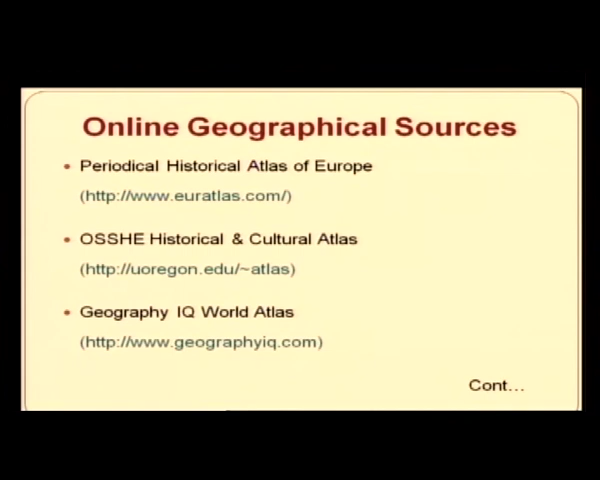 Online Geographical Sources
• Periodical Historical Atlas of Europe
(http://www.euratlas.com/)
• OSSHE Historical & Cultural Atlas
(http://uoregon.edu/~atlas)
• Geography IQ World Atlas
(http://www.geographyiq.com)
Cont...